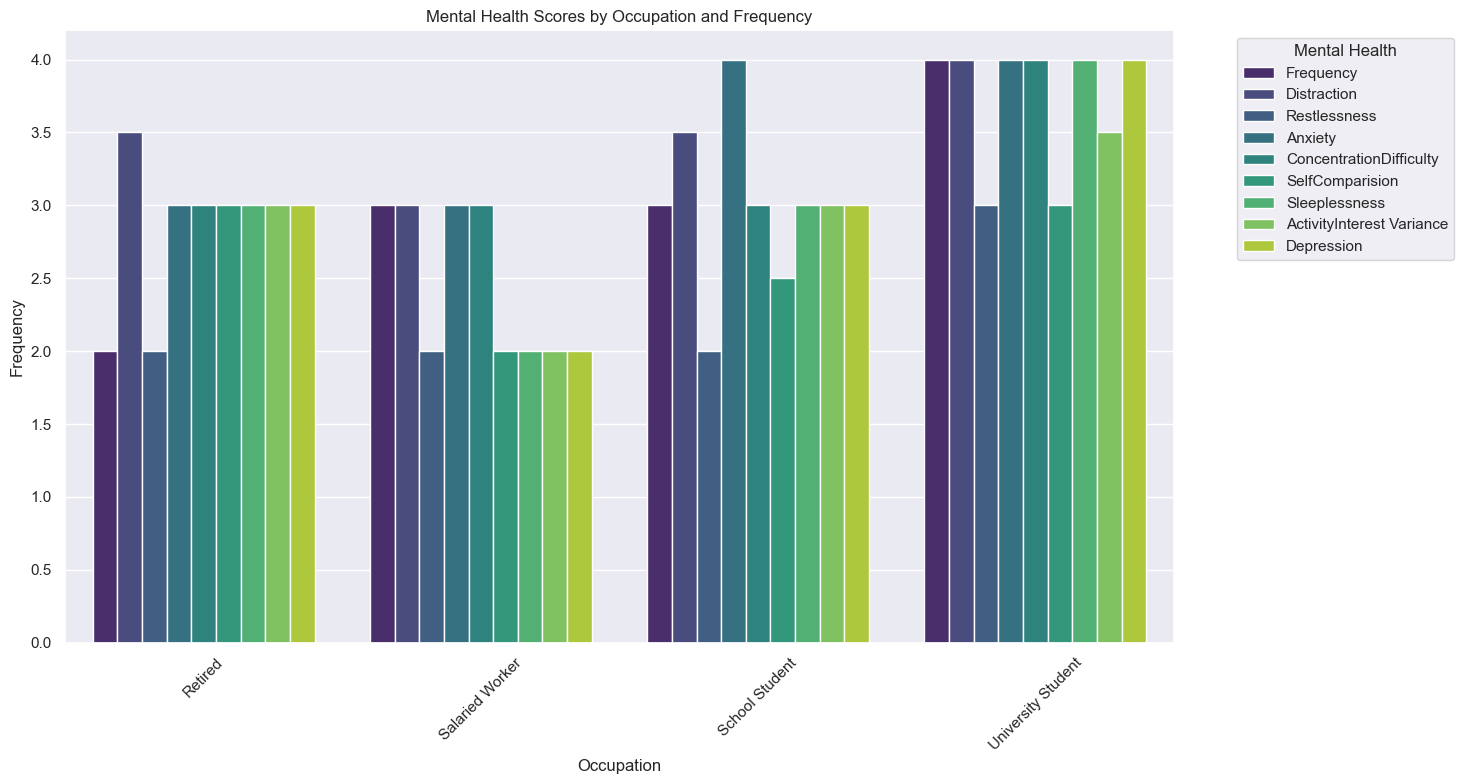 Mental Health Scores by Occupation and Frequency
Mental Health
Frequency
Distraction
Restlessness
Anxiety
ConcentrationDifficulty
SelfComparision
Sleeplessness
ActivityInterest Variance
Depression
Frequency
4.0
3.5
3.0
2.5
2.0
1.5
1.0
0.5
0.0
Retired
Salaried Worker
School Student
University Student
Occupation